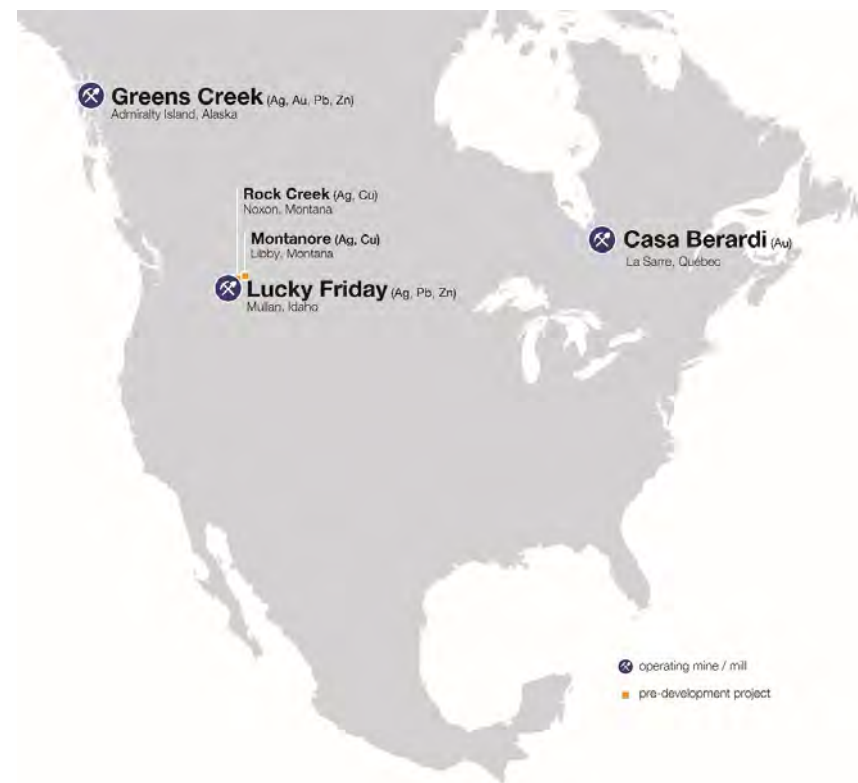 Greens Creek (Ag, Au, Pb, Zn)
Admiralty Island, Alaska
Rock Creek (Ag, Cu)
Noxon, Montana
Montanore (Ag, Cu)
Libby, Montana
Lucky Friday (Ag, Pb, Zn)
Mullan, Idaho
Casa Berardi (Au)
La Sarre, Québec
operating mine / mill
pre-development project